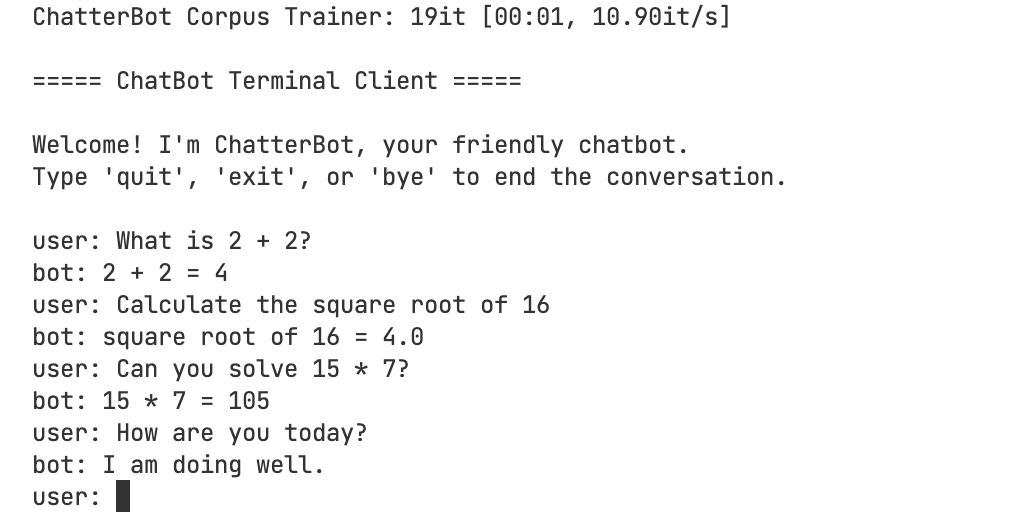 ChatterBot Corpus Trainer: 19it [00:01, 10.90it/s]
===== ChatBot Terminal Client =====
Welcome! I'm ChatterBot, your friendly chatbot.
Type 'quit', 'exit', or 'bye' to end the conversation.
user: What is 2 + 2?
bot: 2 + 2 = 4
user: Calculate the square root of 16
bot: square root of 16 = 4.0
user: Can you solve 15 * 7?
bot: 15 * 7 = 105
user: How are you today?
bot: I am doing well.
user: